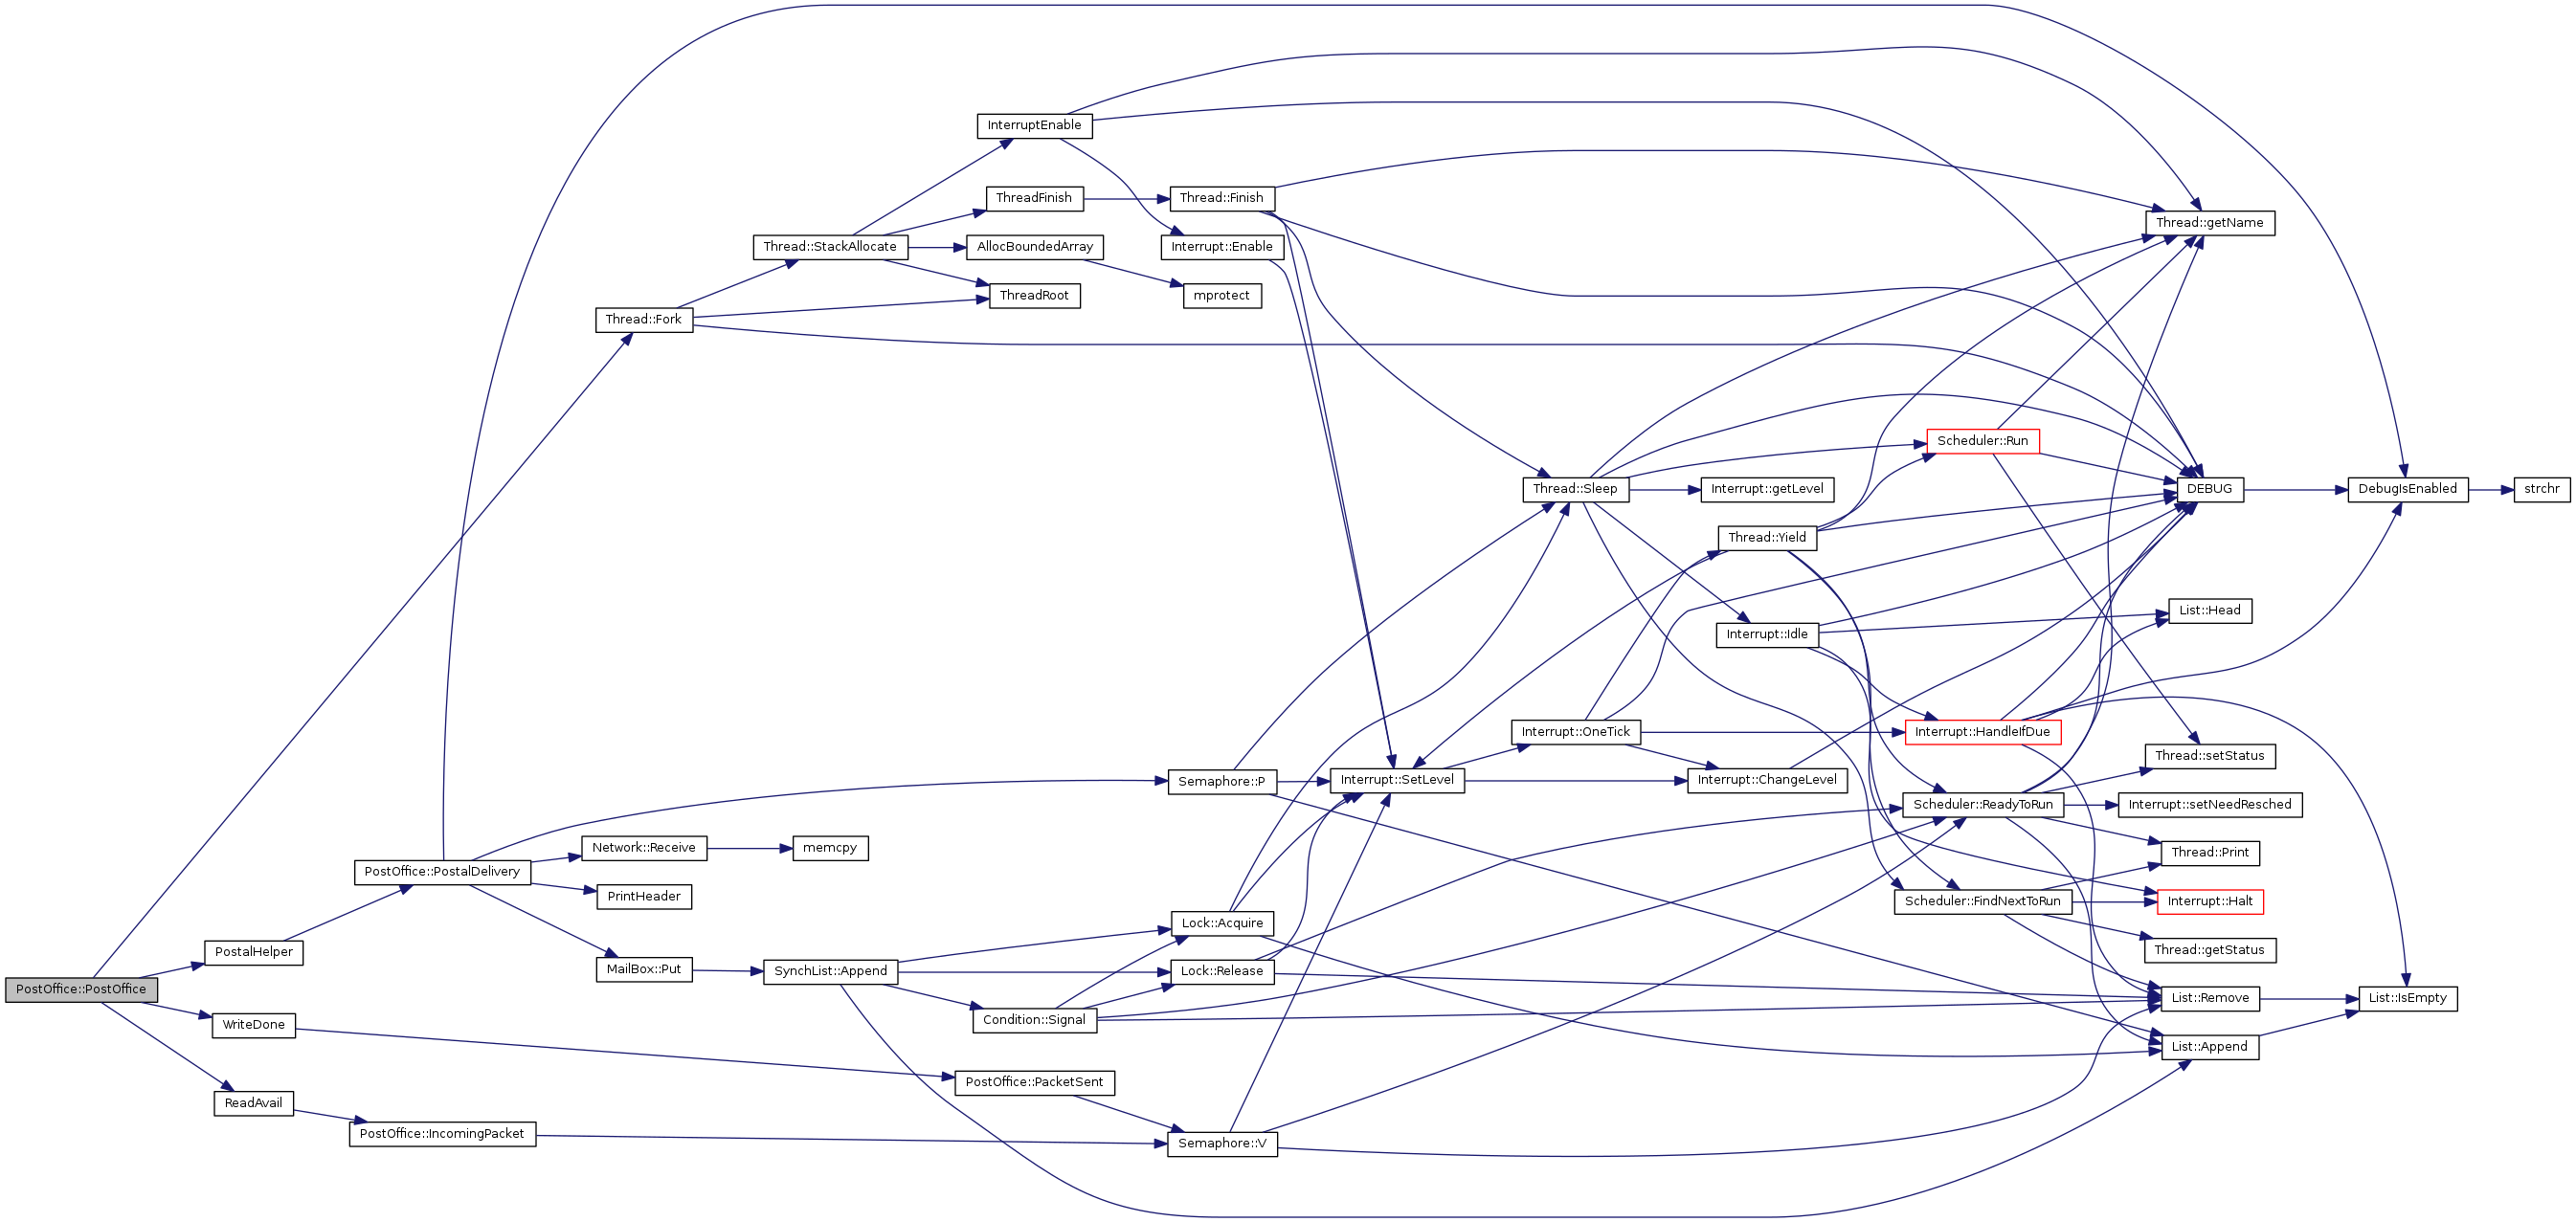 PostOffice::PostOffice
PostalHelper
WriteDone
ReadAvail
PostOffice::PostalDelivery
PostOffice::IncomingPacket
Thread::Fork
Network::Receive
PrintHeader
MailBox::Put
Thread::StackAllocate
memcpy
SynchList::Append
InterruptEnable
ThreadFinish
AllocBoundedArray
ThreadRoot
Condition::Signal
PostOffice::PacketSent
Thread::Finish
Interrupt::Enable
mprotect
Semaphore::P
Lock::Acquire
Lock::Release
Semaphore::V
Interrupt::SetLevel
Thread::Sleep
Interrupt::OneTick
Interrupt::getLevel
Thread::Yield
Interrupt::Idle
Interrupt::ChangeLevel
Scheduler::Run
Interrupt::HandleIfDue
Scheduler::ReadyToRun
Scheduler::FindNextToRun
Thread::getName
DEBUG
List::Head
Thread::setStatus
Interrupt::setNeedResched
Thread::Print
Interrupt::Halt
Thread::getStatus
List::Remove
List::Append
DebugIsEnabled
List::IsEmpty
strchr